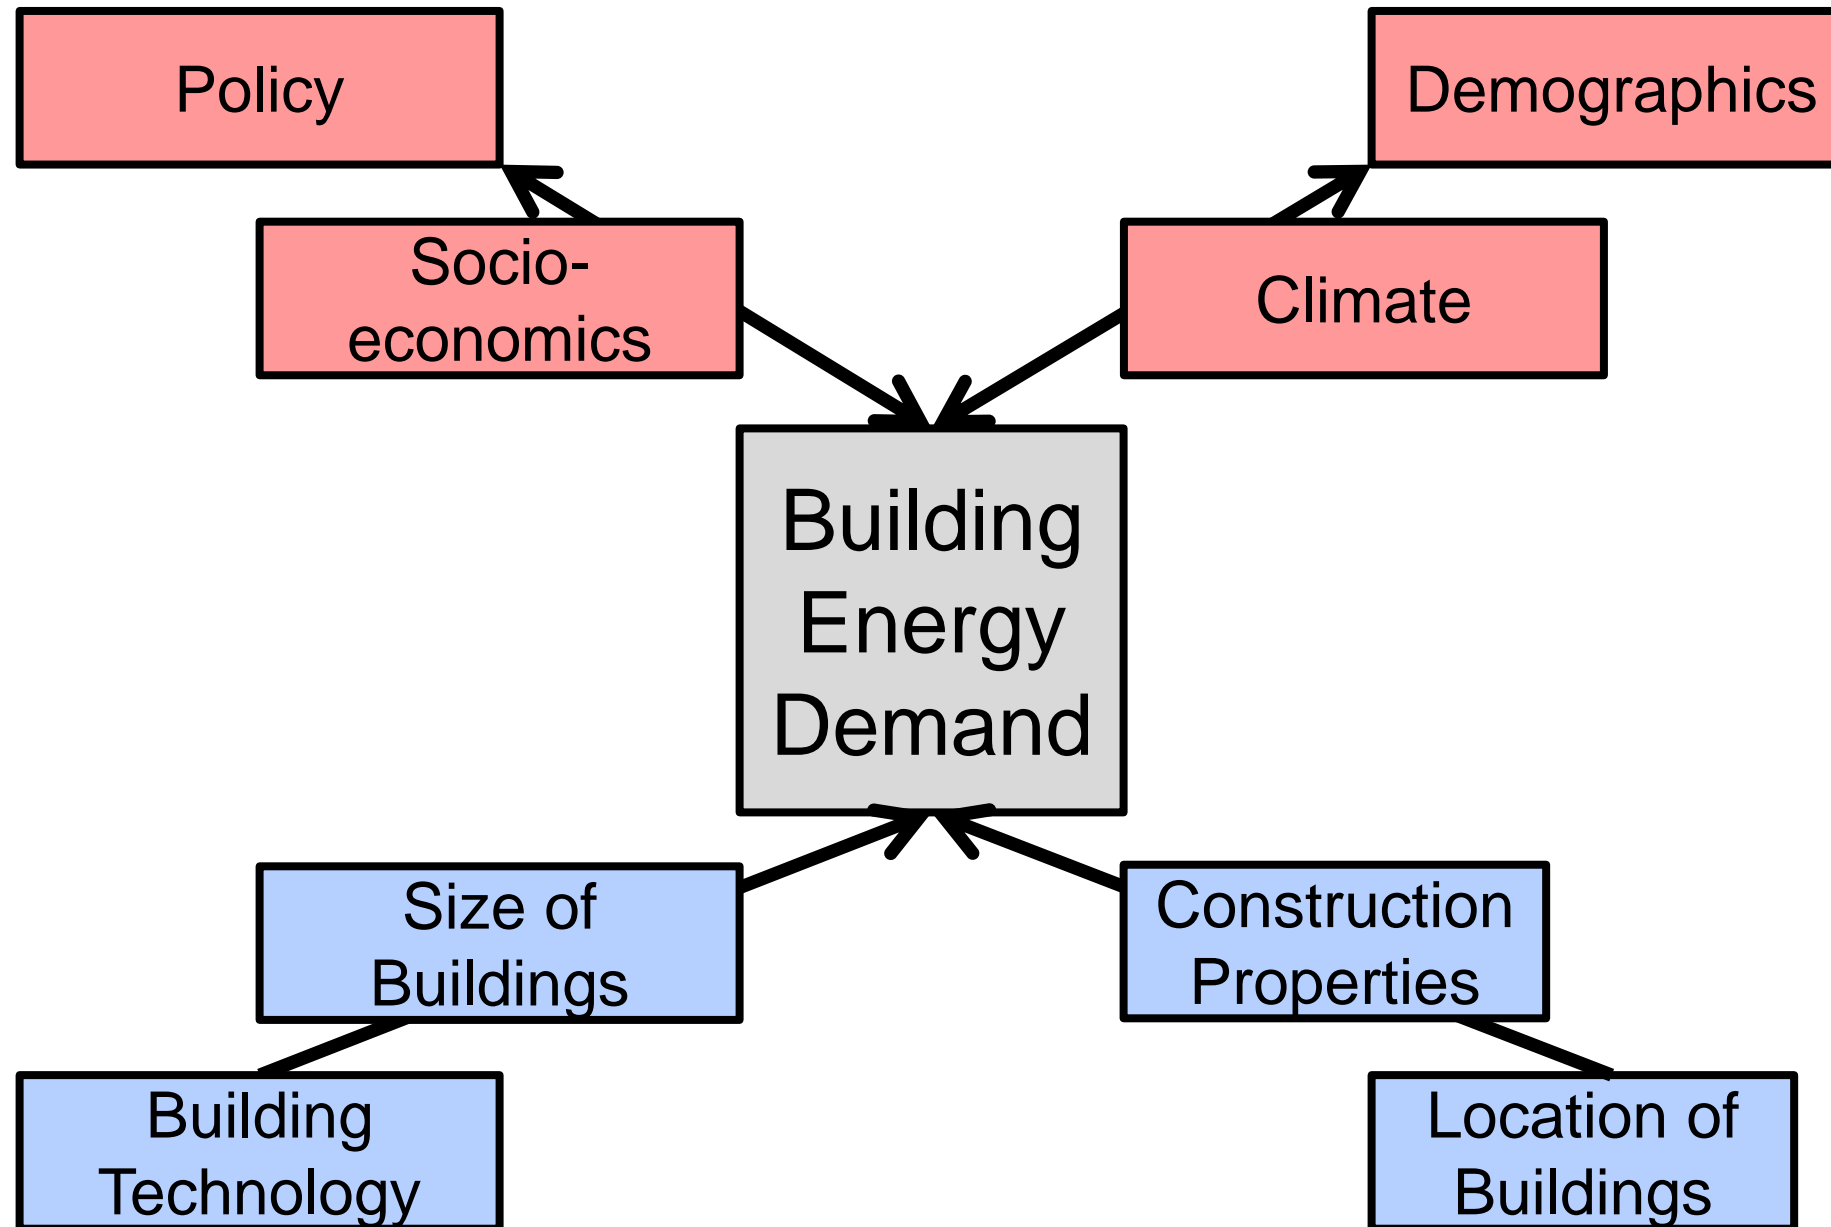 Policy
Demographics
Socio-
economics
Climate
Building
Energy
Demand
Size of
Buildings
Construction
Properties
Building
Technology
Location of
Buildings